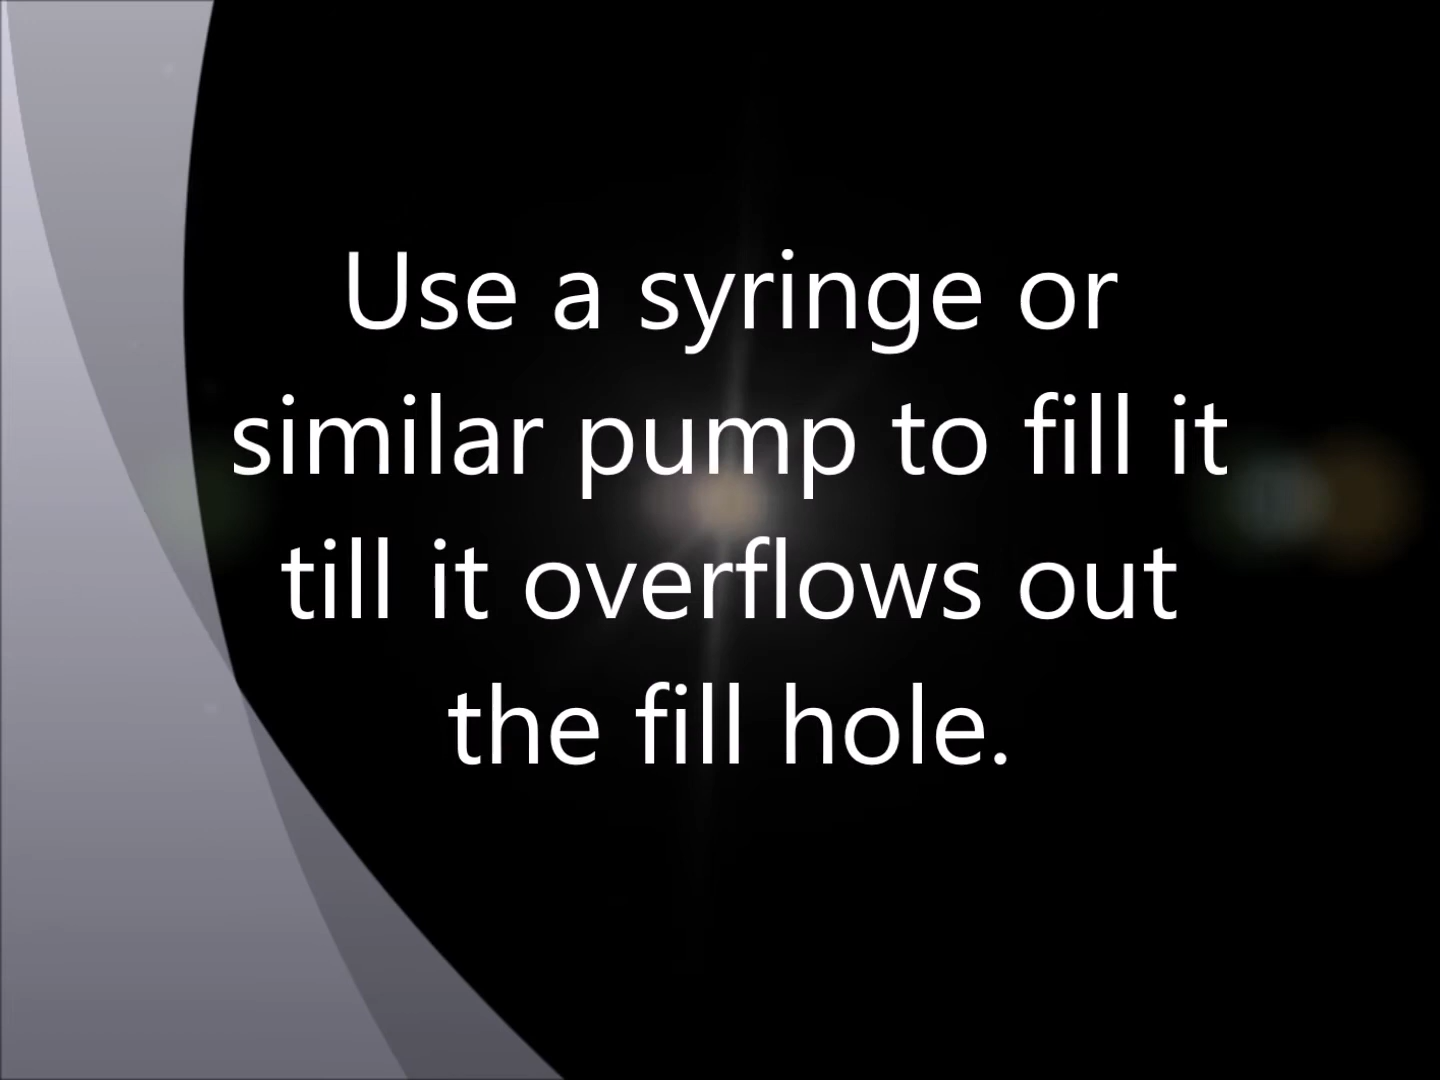 Use a syringe or
similar pump to fill it
till it overflows out
the fill hole.